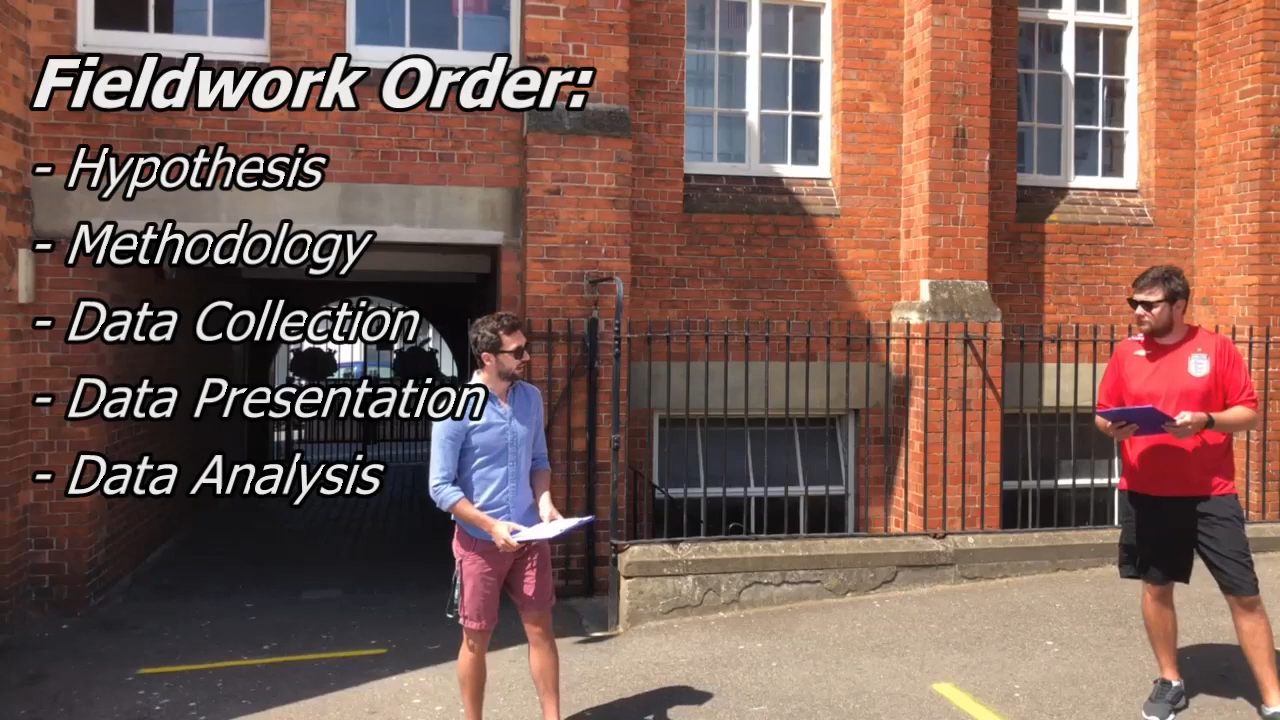 Fieldwork Order:
- Hypothesis
- Methodology
- Data Collection
- Data Presentation
- Data Analysis